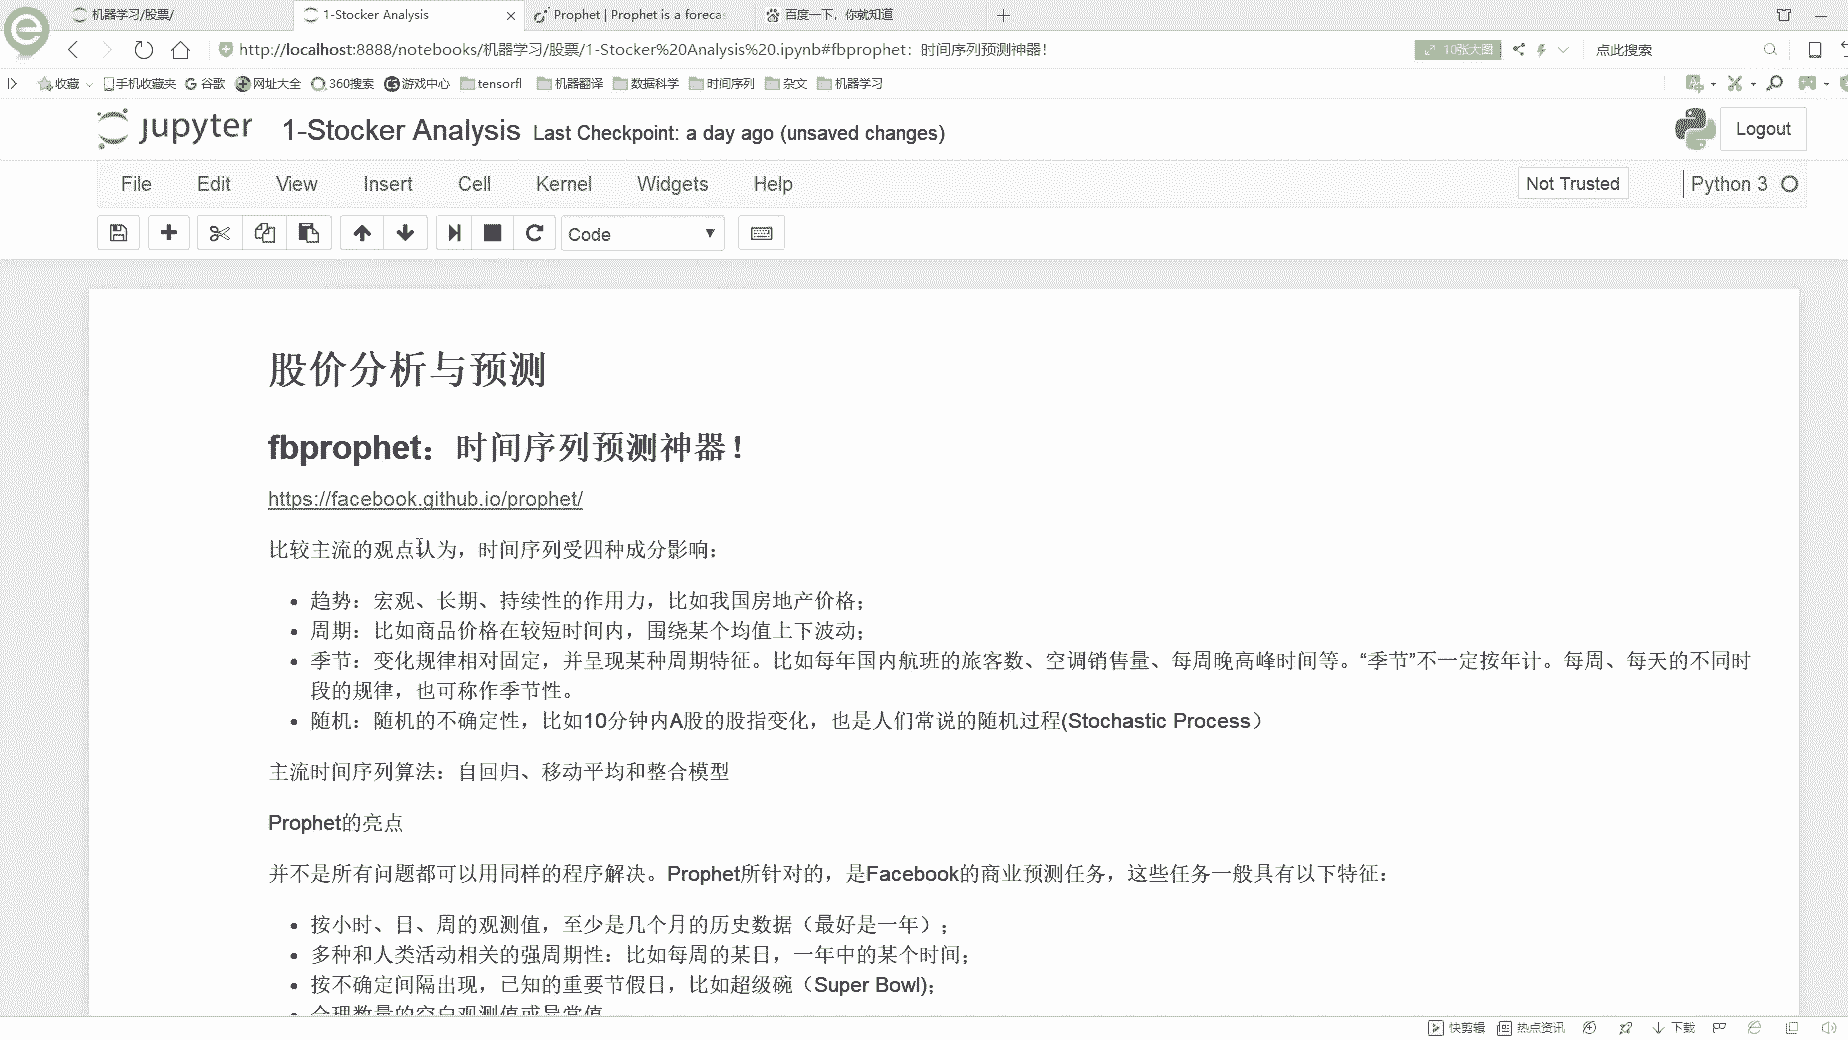 机器学习/股票/
1-Stocker Analysis
Prophet | Prophet is a foreca
百度一下，你就知道
http://localhost:8888/notebooks/机器学习/股票/1-Stocker%20Analysis%20.ipynb#fbprophet：时间序列预测神器！
10张大图
点此搜索
收藏 手机收藏夹 谷歌 网址大全 360搜索 游戏中心 tensorfl 机器翻译 数据科学 时间序列 杂文 机器学习
jupyter 1-Stocker Analysis Last Checkpoint: a day ago (unsaved changes)
Logout
File Edit View Insert Cell Kernel Widgets Help
Not Trusted
Python 3
Code
股价分析与预测
fbprophet：时间序列预测神器！
https://facebook.github.io/prophet/
比较主流的观点认为，时间序列受四种成分影响：
趋势：宏观、长期、持续性的作用力，比如我国房地产价格；
周期：比如商品价格在较短时间内，围绕某个均值上下波动；
季节：变化规律相对固定，并呈现某种周期特征。比如每年国内航班的旅客数、空调销售量、每周晚高峰时间等。“季节”不一定按年计。每周、每天的不同时
段的规律，也可称作季节性。
随机：随机的不确定性，比如10分钟内A股的股指变化，也是人们常说的随机过程(Stochastic Process）
主流时间序列算法：自回归、移动平均和整合模型
Prophet的亮点
并不是所有问题都可以用同样的程序解决。Prophet所针对的，是Facebook的商业预测任务，这些任务一般具有以下特征：
按小时、日、周的观测值，至少是几个月的历史数据（最好是一年）；
多种和人类活动相关的强周期性：比如每周的某日，一年中的某个时间；
按不确定间隔出现，已知的重要节假日，比如超级碗（Super Bowl)；
合理数量的空白观测值或异常值
快剪辑 热点资讯 下载